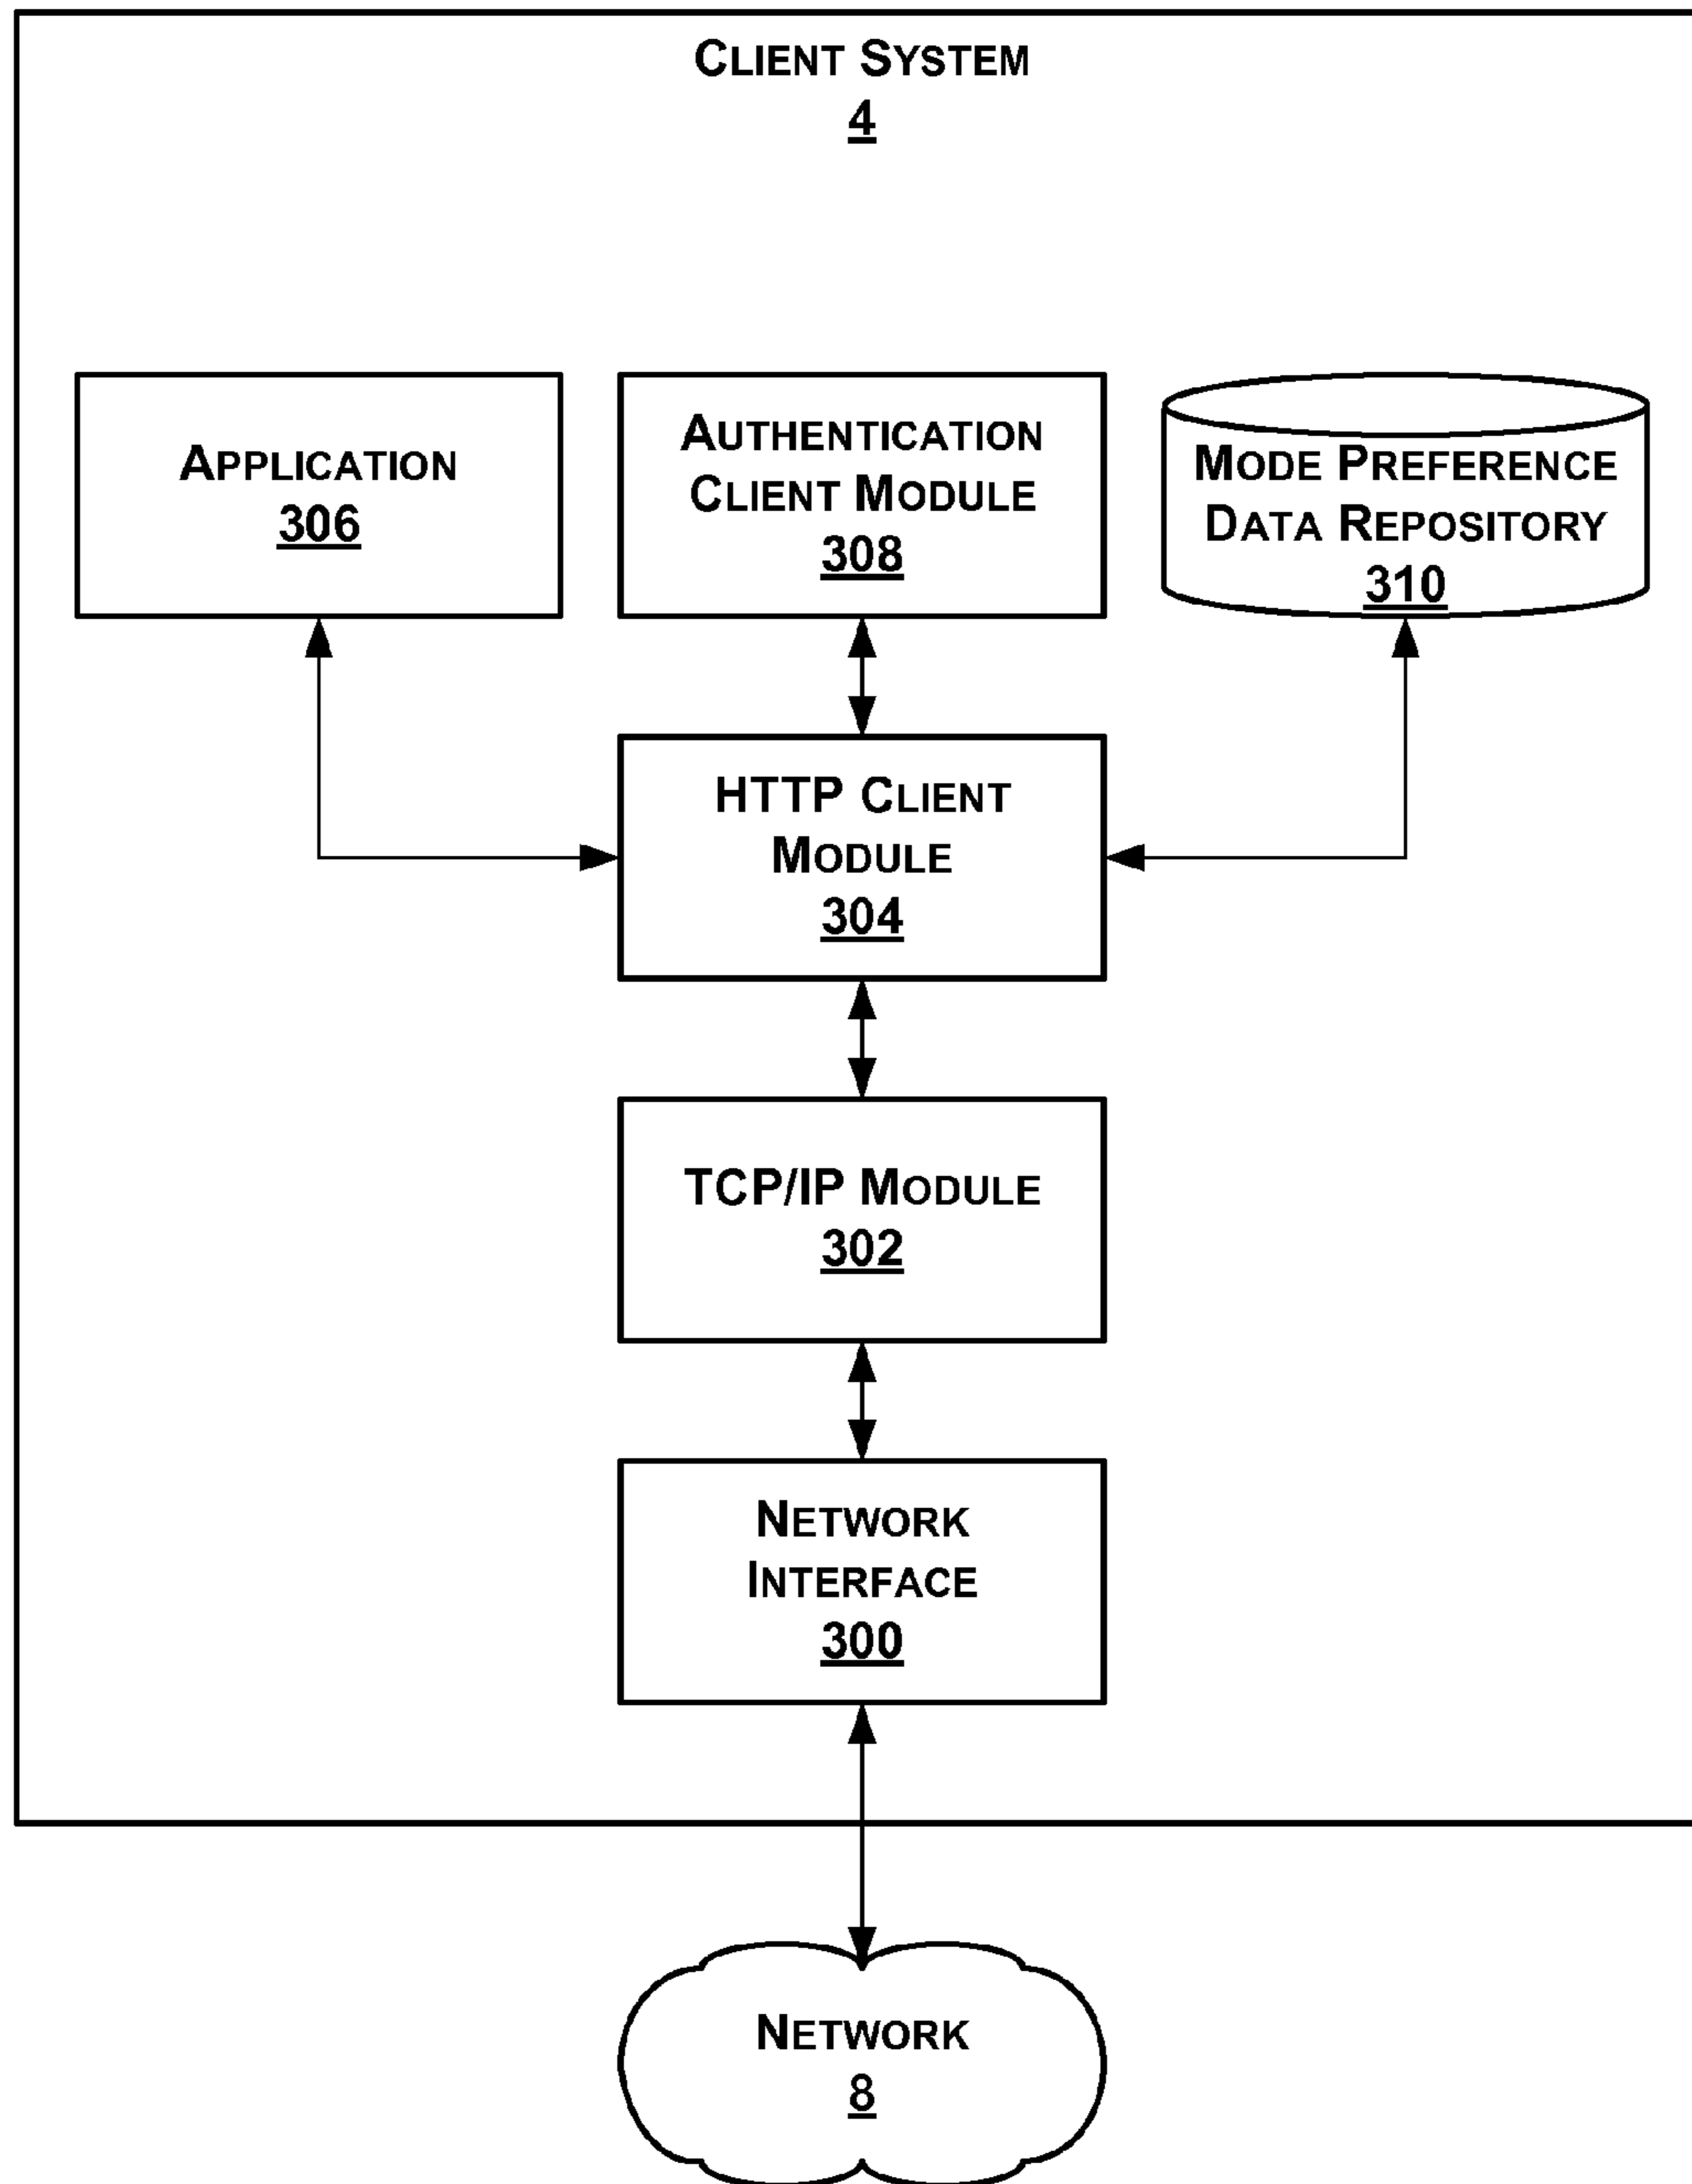 CLIENT SYSTEM
4
APPLICATION
306
AUTHENTICATION
CLIENT MODULE
308
MODE PREFERENCE
DATA REPOSITORY
310
HTTP CLIENT
MODULE
304
TCP/IP MODULE
302
NETWORK
INTERFACE
300
NETWORK
8